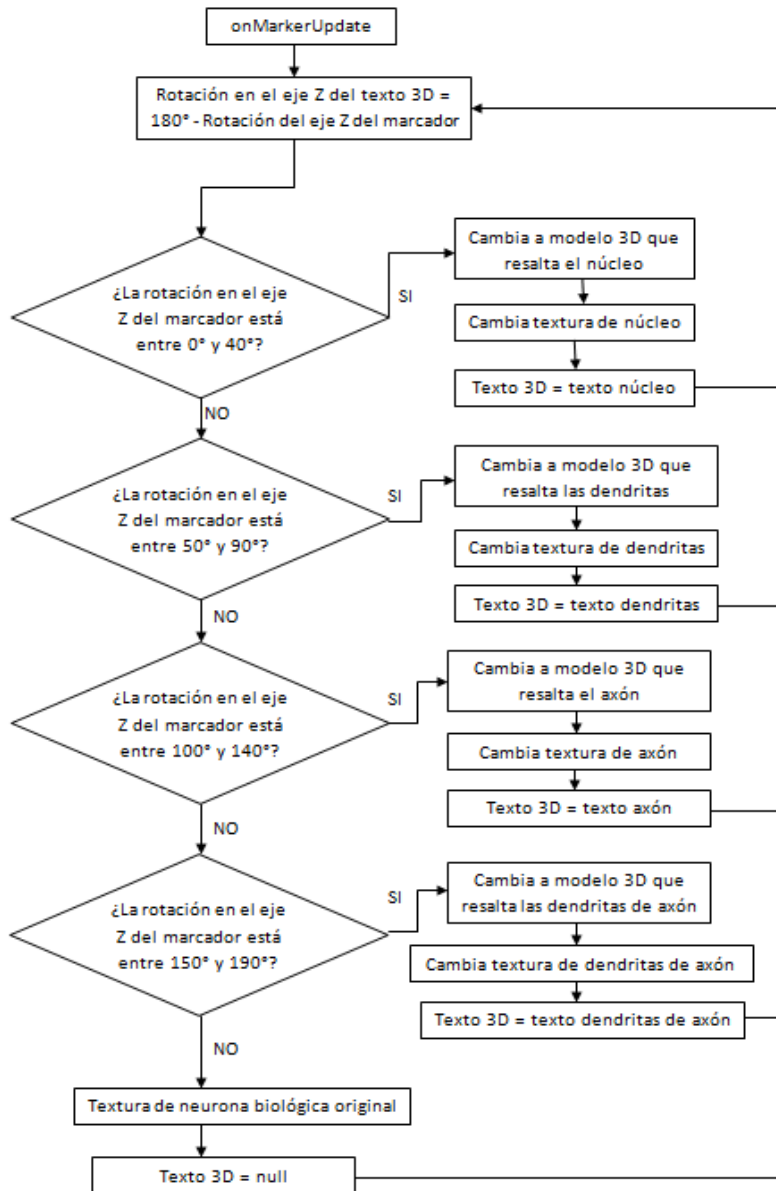 onMarkerUpdate
Rotación en el eje Z del texto 3D =
180° - Rotación del eje Z del marcador
¿La rotación en el eje
Z del marcador está
entre 0° y 40°?
SI
Cambia a modelo 3D que
resalta el núcleo
Cambia textura de núcleo
Texto 3D = texto núcleo
NO
¿La rotación en el eje
Z del marcador está
entre 50° y 90°?
SI
Cambia a modelo 3D que
resalta las dendritas
Cambia textura de dendritas
Texto 3D = texto dendritas
NO
¿La rotación en el eje
Z del marcador está
entre 100° y 140°?
SI
Cambia a modelo 3D que
resalta el axón
Cambia textura de axón
Texto 3D = texto axón
NO
¿La rotación en el eje
Z del marcador está
entre 150° y 190°?
SI
Cambia a modelo 3D que
resalta las dendritas de axón
Cambia textura de dendritas de axón
Texto 3D = texto dendritas de axón
NO
Textura de neurona biológica original
Texto 3D = null